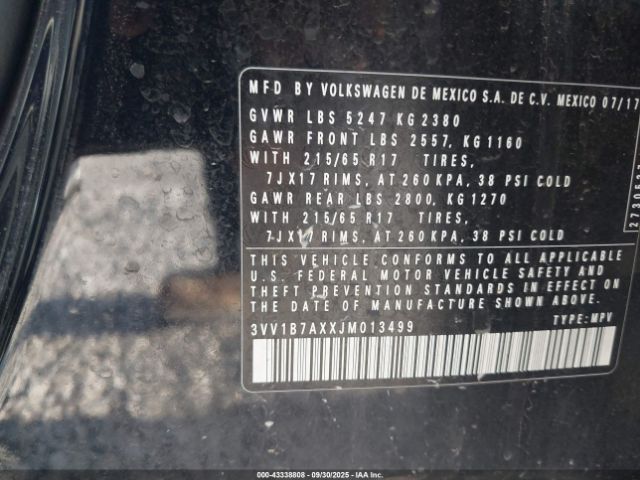 MFD BY VOLKSWAGEN DE MEXICO S.A. DE C.V. MEXICO 07/17
GVWR LBS 5247 KG 2380
GAWR FRONT LBS 2557, KG 1160
WITH 215/65 R17 TIRES,
7JX17 RIMS, AT 260 KPA, 38 PSI COLD
GAWR REAR LBS 2800, KG 1270
WITH 215/65 R17 TIRES,
7JX17 RIMS, AT 260 KPA, 38 PSI COLD
THIS VEHICLE CONFORMS TO ALL APPLICABLE
U.S. FEDERAL MOTOR VEHICLE SAFETY AND
THEFT PREVENTION STANDARDS IN EFFECT ON
THE DATE OF MANUFACTURE SHOWN ABOVE.
3VV1B7AXXJM013499 TYPE: MPV
000-43338808 - 09/30/2025 - IAA Inc.